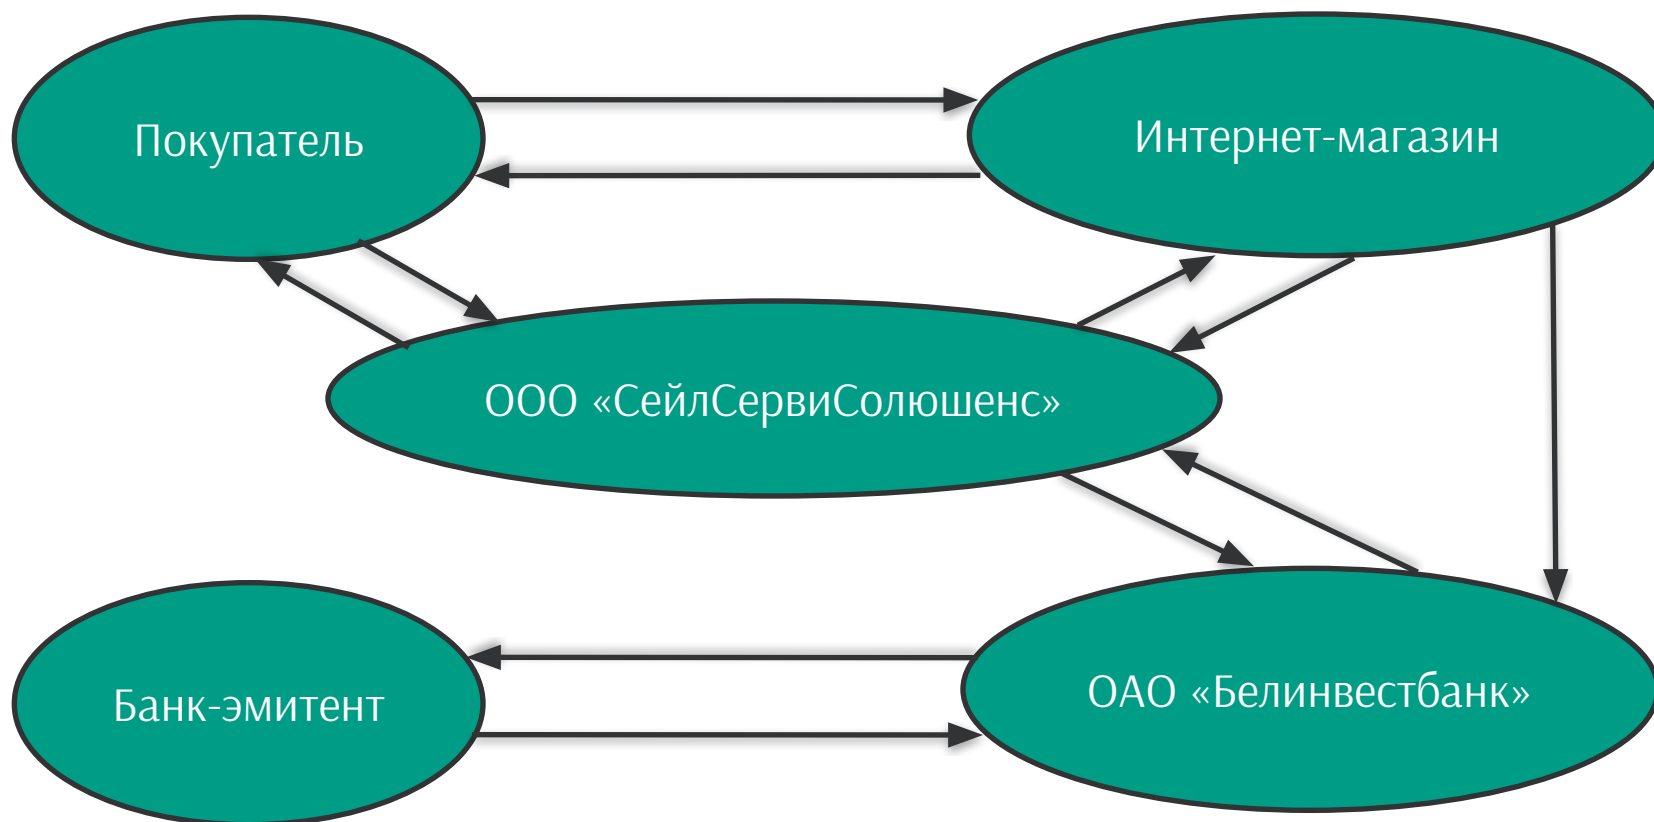 Покупатель
Интернет-магазин
ООО «СейлСервиСолюшенс»
Банк-эмитент
ОАО «Белинвестбанк»